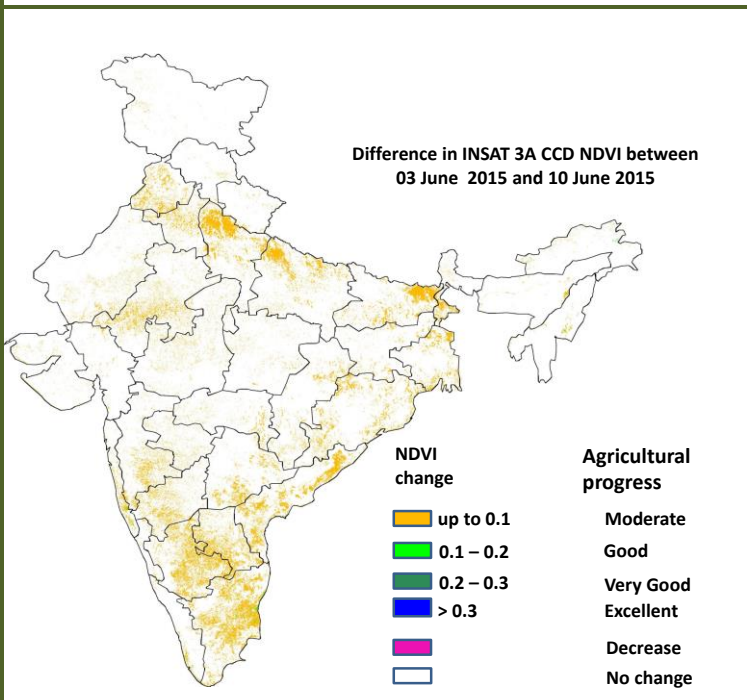 Difference in INSAT 3A CCD NDVI between
03 June 2015 and 10 June 2015
NDVI
change
Agricultural
progress
up to 0.1 Moderate
0.1 – 0.2 Good
0.2 – 0.3 Very Good
> 0.3 Excellent
Decrease
No change